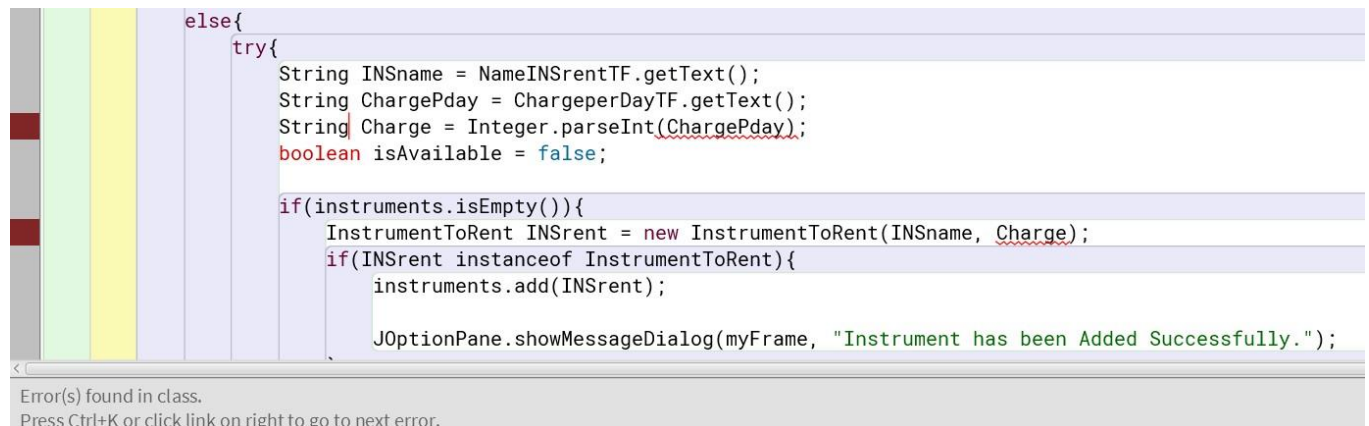 else{
try{
String INSname = NameINSrentTF.getText();
String ChargePday = ChargeperDayTF.getText();
String Charge = Integer.parseInt(ChargePday);
boolean isAvailable = false;
if(instruments.isEmpty()){
InstrumentToRent INSrent = new InstrumentToRent(INSname, Charge);
if(INSrent instanceof InstrumentToRent){
instruments.add(INSrent);
JOptionPane.showMessageDialog(myFrame, "Instrument has been Added Successfully.");
Error(s) found in class.
Press Ctrl+K or click link on right to go to next error.